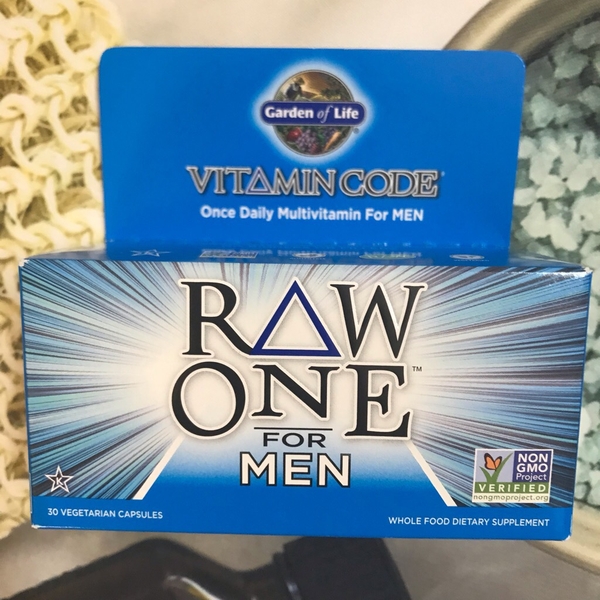 Garden of Life
VITAMIN CODE
Once Daily Multivitamin For MEN
RAW
ONE™
FOR
MEN
K
NON
GMO
Project
VERIFIED
nongmoproject.org
30 VEGETARIAN CAPSULES
WHOLE FOOD DIETARY SUPPLEMENT